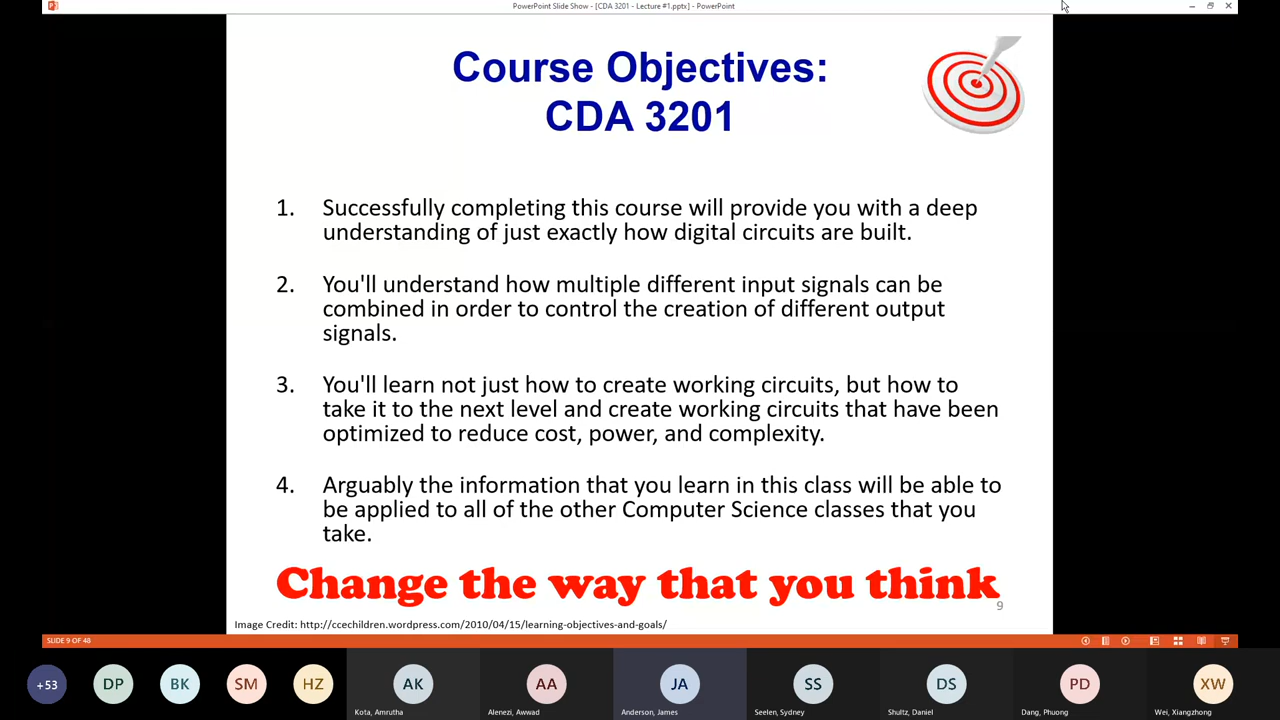 PowerPoint Slide Show - [CDA 3201 - Lecture #1.pptx] - PowerPoint
Course Objectives:
CDA 3201
1. Successfully completing this course will provide you with a deep
understanding of just exactly how digital circuits are built.
2. You'll understand how multiple different input signals can be
combined in order to control the creation of different output
signals.
3. You'll learn not just how to create working circuits, but how to
take it to the next level and create working circuits that have been
optimized to reduce cost, power, and complexity.
4. Arguably the information that you learn in this class will be able to
be applied to all of the other Computer Science classes that you
take.
Change the way that you think
9
Image Credit: http://ccechildren.wordpress.com/2010/04/15/learning-objectives-and-goals/
SLIDE 9 OF 48
+53 DP BK SM HZ AK AA JA SS DS PD XW
Kota, Amrutha Alenezi, Awwad Anderson, James Seelen, Sydney Shultz, Daniel Dang, Phuong Wei, Xiangzhong